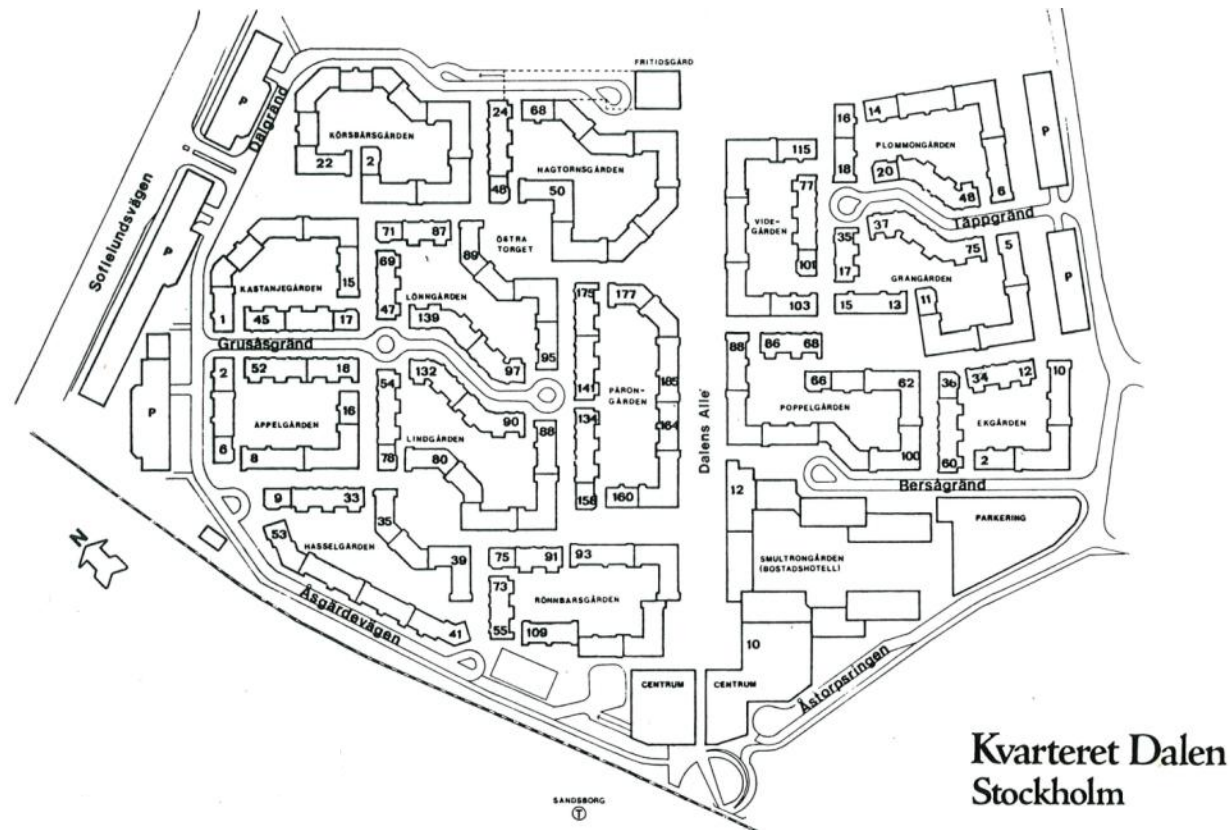 FRITIDSGÅRD
P
Dalgränd
24
68
KÖRSBÄRSGÅRDEN
22
2
48
HAGTORNSGÅRDEN
50
115
16
14
PLOMMONGÅRDEN
P
18
20
48
6
77
Täppgränd
VIDE-
GÅRDEN
101
103
35
37
75
5
17
GRANGÅRDEN
15
13
11
P
Sofielundsvägen
P
71
87
89
ÖSTRA
TORGET
69
KASTANJEGÅRDEN
15
1
45
17
LÖNNGÅRDEN
47
139
97
95
175
177
Grusåsgränd
141
185
PÄRON-
GÅRDEN
134
164
158
160
Dalens Allé
88
86
68
66
62
POPPELGÅRDEN
100
36
34
12
10
EKGÅRDEN
60
2
Bersågränd
P
2
52
18
54
132
16
ÄPPELGÅRDEN
6
8
78
LINDGÅRDEN
80
90
88
9
33
35
53
HASSELGÅRDEN
39
41
75
91
93
73
RÖNNBÄRSGÅRDEN
55
109
12
SMULTRONGÅRDEN
(BOSTADSHOTELL)
PARKERING
10
N
Åsgärdevägen
CENTRUM
CENTRUM
Åstorpsringen
SANDSBORG
T
Kvarteret Dalen
Stockholm